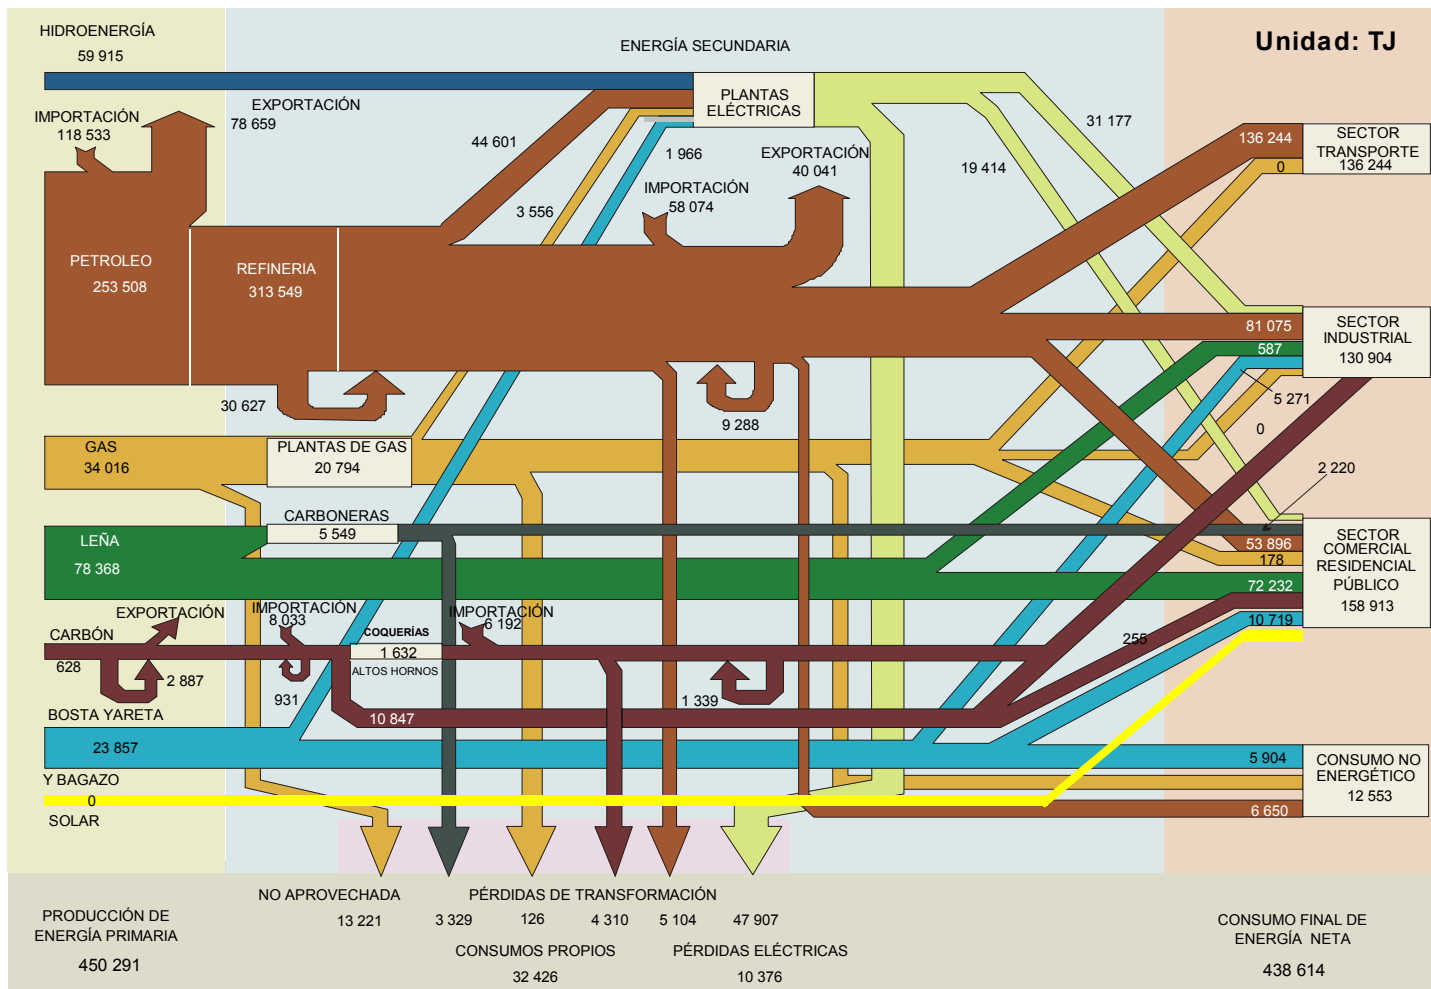 HIDROENERGÍA
59 915
ENERGÍA SECUNDARIA
Unidad: TJ
IMPORTACIÓN
118 533
EXPORTACIÓN
78 659
PLANTAS
ELÉCTRICAS
44 601
1 966
3 556
EXPORTACIÓN
40 041
IMPORTACIÓN
58 074
31 177
19 414
136 244
0
SECTOR
TRANSPORTE
136 244
PETROLEO
253 508
REFINERIA
313 549
30 627
9 288
81 075
587
5 271
0
SECTOR
INDUSTRIAL
130 904
GAS
34 016
PLANTAS DE GAS
20 794
2 220
CARBONERAS
5 549
LEÑA
78 368
53 896
178
72 232
10 719
255
SECTOR
COMERCIAL
RESIDENCIAL
PÚBLICO
158 913
EXPORTACIÓN
IMPORTACIÓN
8 033
IMPORTACIÓN
6 192
CARBÓN
628
2 887
931
COQUERÍAS
1 632
ALTOS HORNOS
1 339
10 847
BOSTA YARETA
23 857
Y BAGAZO
0
SOLAR
5 904
6 650
CONSUMO NO
ENERGÉTICO
12 553
NO APROVECHADA
13 221
PÉRDIDAS DE TRANSFORMACIÓN
3 329
126
4 310
5 104
47 907
CONSUMOS PROPIOS
32 426
PÉRDIDAS ELÉCTRICAS
10 376
PRODUCCIÓN DE
ENERGÍA PRIMARIA
450 291
CONSUMO FINAL DE
ENERGÍA NETA
438 614